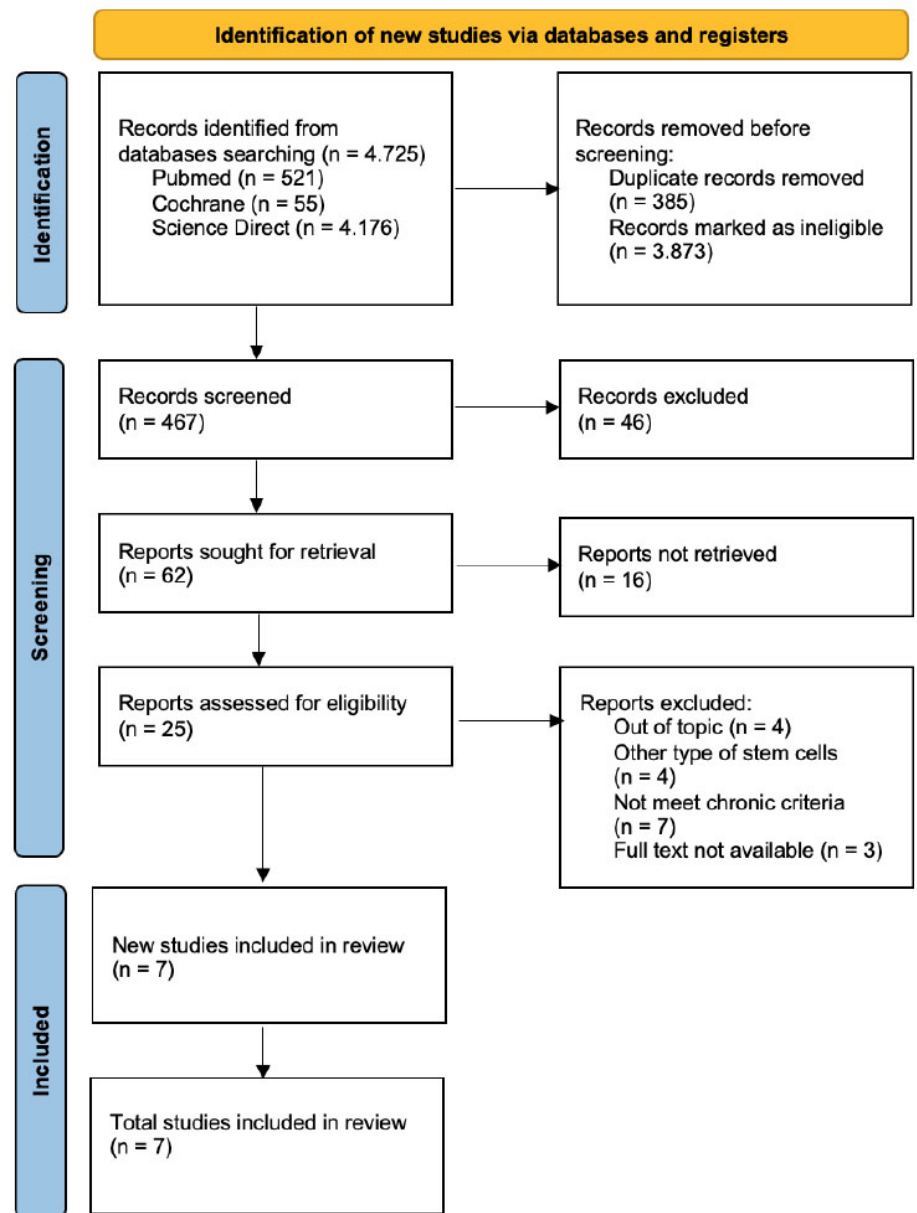 Identification of new studies via databases and registers
Identification
Records identified from
databases searching (n = 4.725)
Pubmed (n = 521)
Cochrane (n = 55)
Science Direct (n = 4.176)
Records removed before
screening:
Duplicate records removed
(n = 385)
Records marked as ineligible
(n = 3.873)
Screening
Records screened
(n = 467)
Records excluded
(n = 46)
Reports sought for retrieval
(n = 62)
Reports not retrieved
(n = 16)
Reports assessed for eligibility
(n = 25)
Reports excluded:
Out of topic (n = 4)
Other type of stem cells
(n = 4)
Not meet chronic criteria
(n = 7)
Full text not available (n = 3)
Included
New studies included in review
(n = 7)
Total studies included in review
(n = 7)